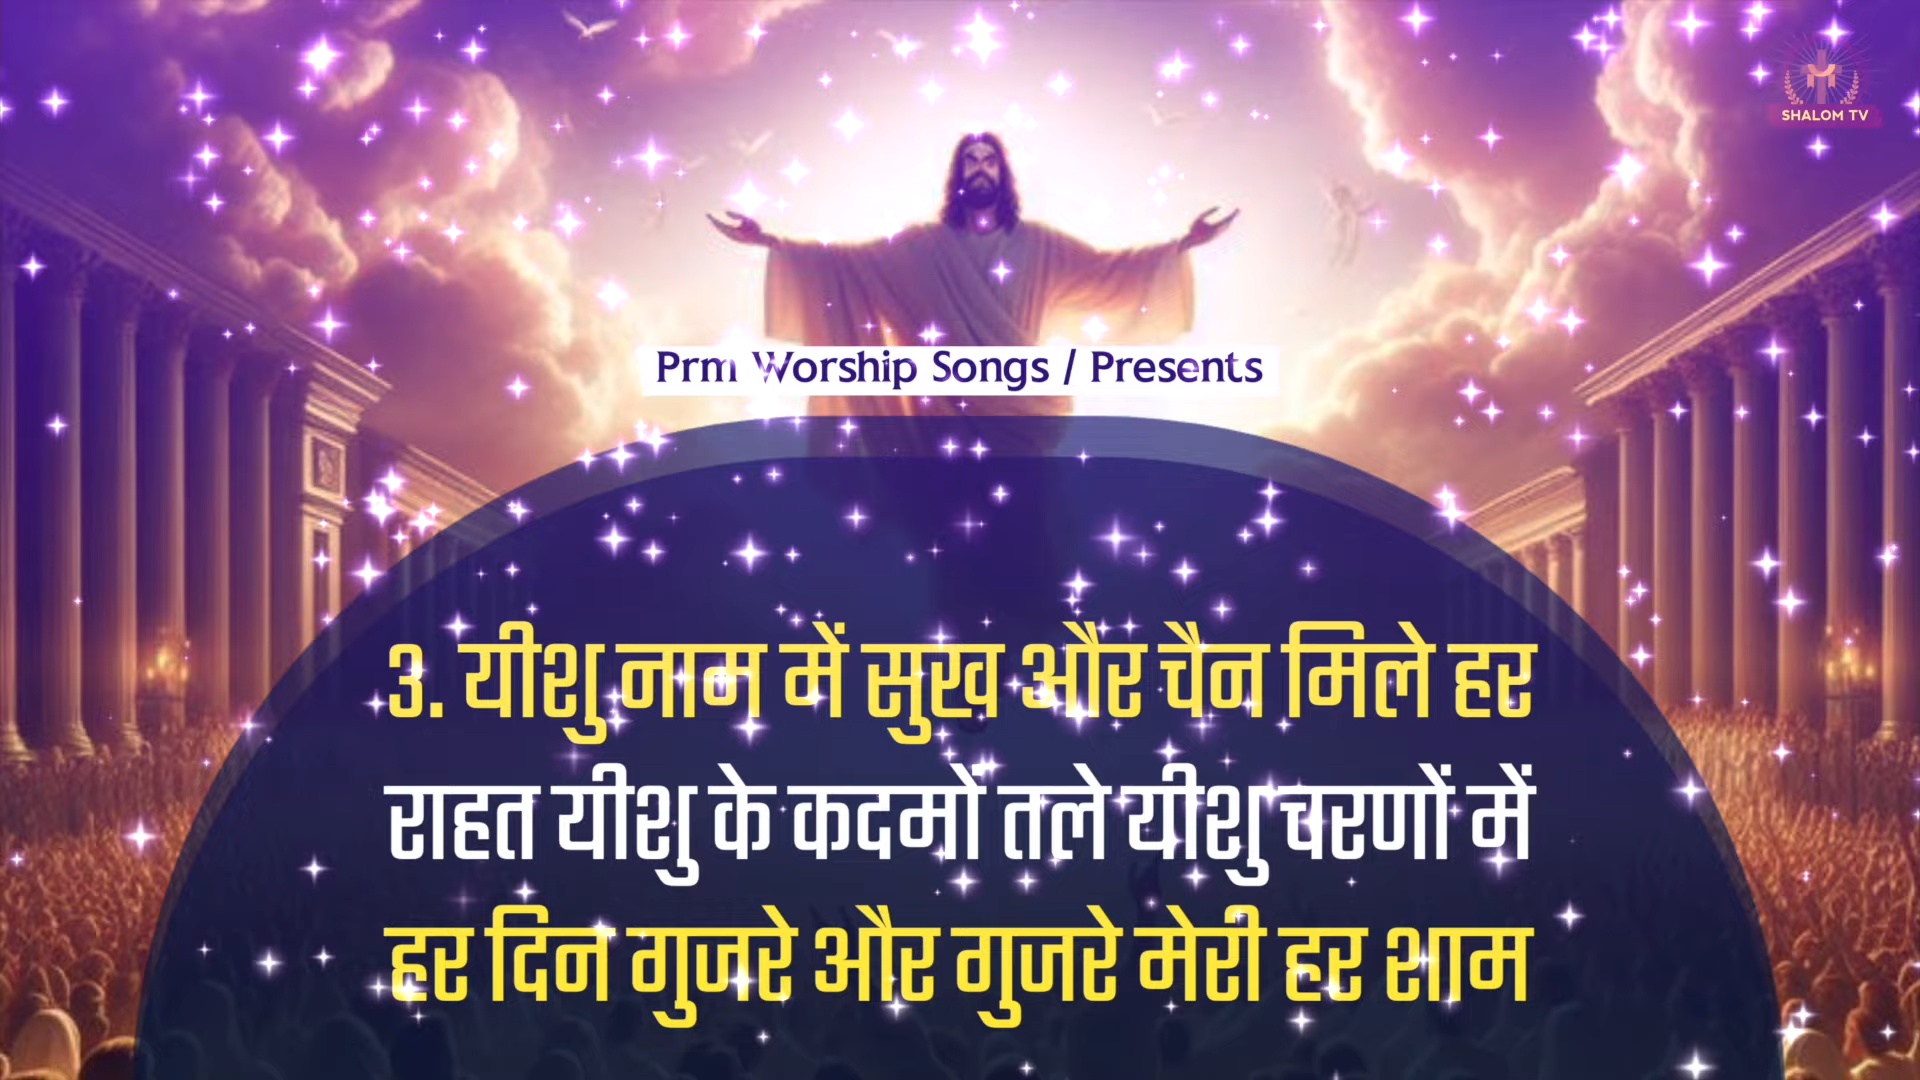 SHALOM TV
Prm Worship Songs / Presents
3. यीशु नाम में सुख और चैन मिले हर
राहत यीशु के कदमों तले यीशु चरणों में
हर दिन गुजरे और गुजरे मेरी हर शाम